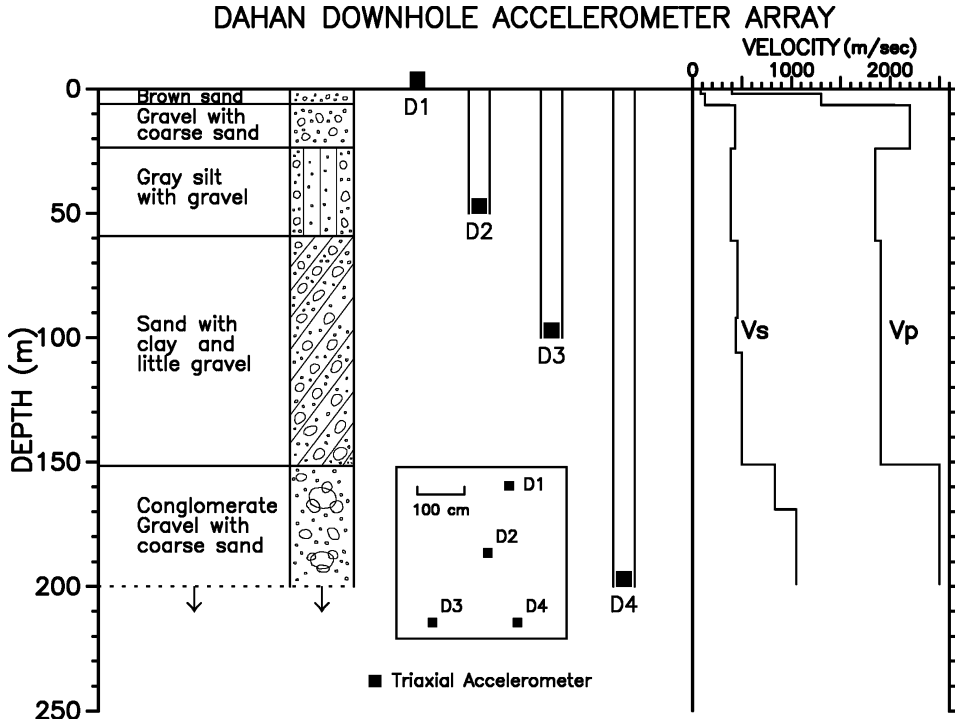 DAHAN DOWNHOLE ACCELEROMETER ARRAY
VELOCITY (m/sec)
0 1000 2000
DEPTH (m)
0
50
100
150
200
250
Brown sand
Gravel with
coarse sand
Gray silt
with gravel
Sand with
clay and
little gravel
Conglomerate
Gravel with
coarse sand
D1
D2
D3
D4
Vs
Vp
100 cm
D1
D2
D3
D4
Triaxial Accelerometer